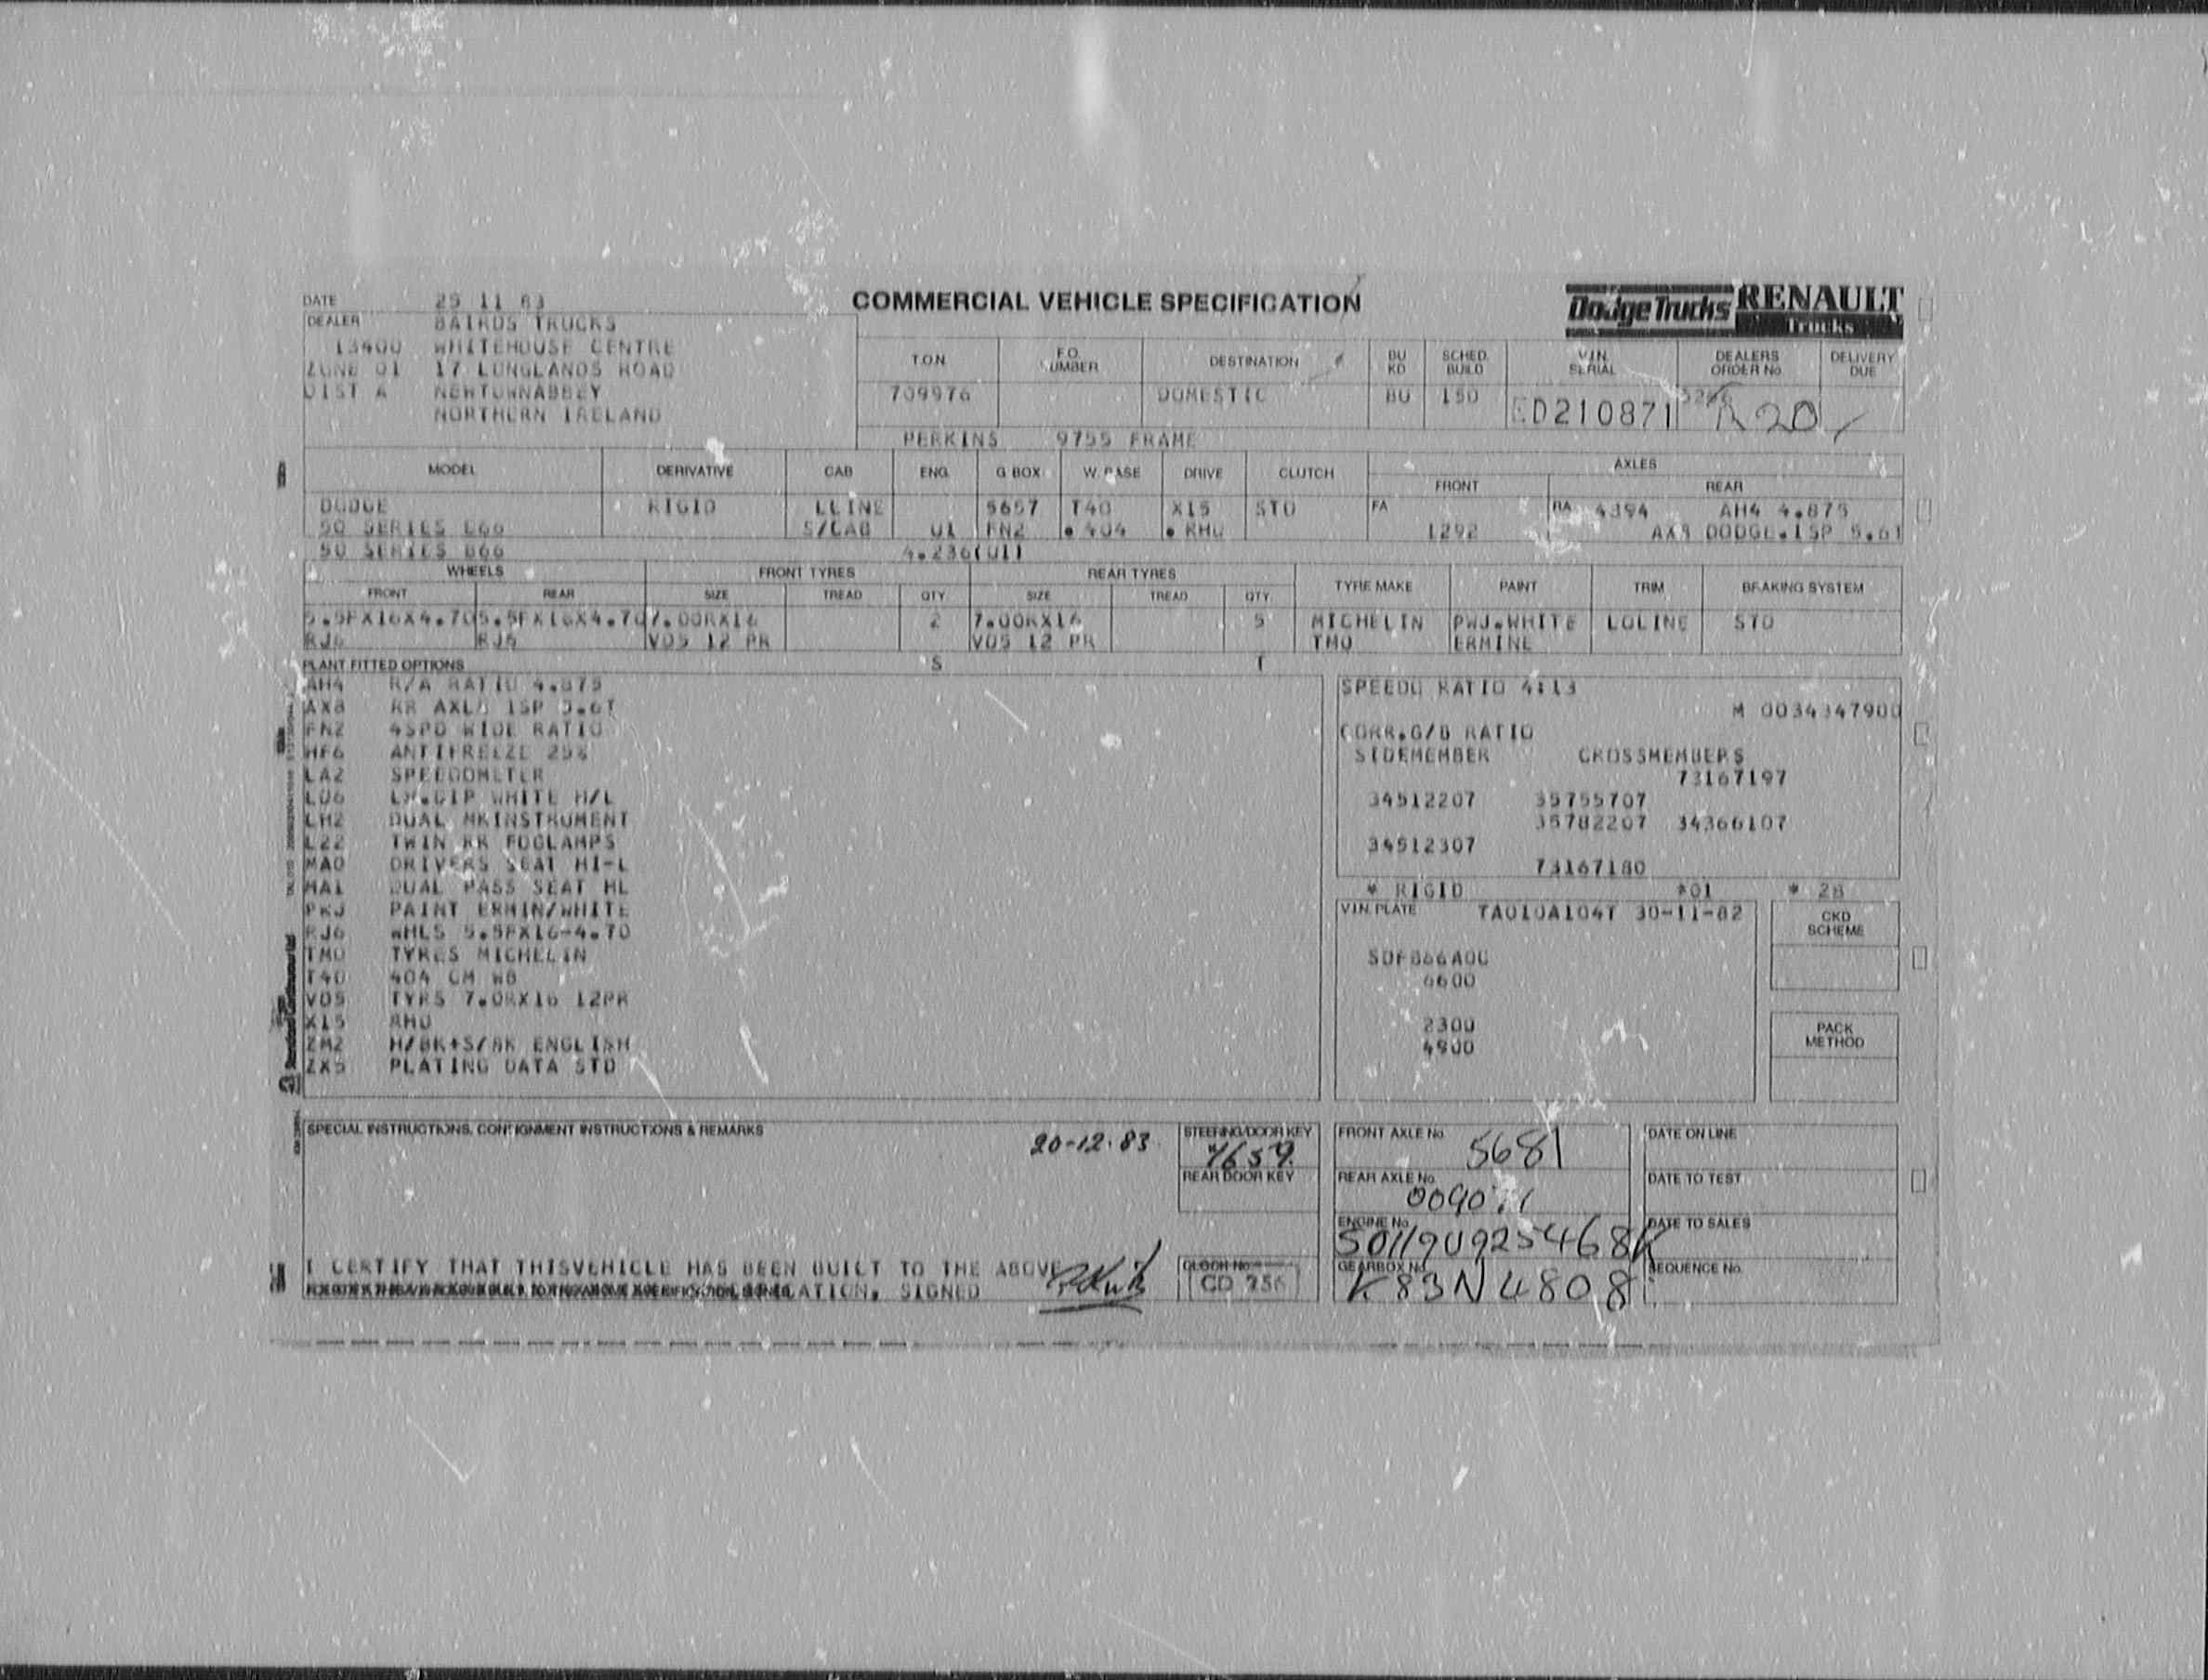 DATE 25 11 83 COMMERCIAL VEHICLE SPECIFICATION Dodge Trucks RENAULT Trucks
DEALER BAIRDS TRUCKS
13400 WHITEHOUSE CENTRE
ZONE 01 17 LONGLANDS ROAD
DIST A NEWTOWNABBEY
NORTHERN IRELAND
T.O.N F.O. NUMBER DESTINATION BU KD SCHED. BUILD V.I.N. SERIAL DEALERS ORDER No DELIVERY DUE
709976 DOMESTIC BU 150 ED210871 R20
PERKINS 9755 FRAME
MODEL DERIVATIVE CAB ENG G BOX W. BASE DRIVE CLUTCH AXLES
FRONT REAR
DODGE RIGID LLINE 5657 T40 X15 STD FA RA 4394 AH4 4.875
50 SERIES S/CAB 01 FN2 .404 .RHD 1292 AX8 DODGE.1SP 5.6T
50 SERIES 4.236(01)
WHEELS FRONT TYRES REAR TYRES TYRE MAKE PAINT TRIM BRAKING SYSTEM
FRONT REAR SIZE TREAD QTY SIZE TREAD QTY
5.5FX16X4.70 5.5FX16X4.70 7.00RX16 2 7.00RX16 5 MICHELIN PWJ.WHITE LOLINE STD
RJ6 RJ6 V05 12 PR V05 12 PR TM0 ERMINE
PLANT FITTED OPTIONS S T
AH4 R/A RATIO 4.875
AX8 RR AXLE 1SP 5.6T
FN2 4SPD WIDE RATIO
HF6 ANTIFREEZE 25%
LA2 SPEEDOMETER
LD6 LH.DIP WHITE H/L
LH2 DUAL MKINSTRUMENT
L22 TWIN RR FOGLAMPS
MA0 DRIVERS SEAT HI-L
MA1 DUAL PASS SEAT HL
PWJ PAINT ERMIN/WHITE
RJ6 WHLS 5.5FX16-4.70
TM0 TYRES MICHELIN
T40 404 CM WB
V05 TYRS 7.0RX16 12PR
X15 RHD
ZM2 H/BK+S/BK ENGLISH
ZX5 PLATING DATA STD
SPEEDO RATIO 4:13
M 0034347900
CORR.G/B RATIO
SIDEMEMBER CROSSMEMBERS
73167197
34512207 35755707
35782207 34366107
34512307
73167180
* RIGID *01 * 28
V.I.N. PLATE TA010A104T 30-11-82 CKD SCHEME
6600
2300 PACK METHOD
4900
SPECIAL INSTRUCTIONS, CONSIGNMENT INSTRUCTIONS & REMARKS
20-12-83 STEERING/DOOR KEY 4659 FRONT AXLE No 5681 DATE ON LINE
REAR DOOR KEY REAR AXLE No. DATE TO TEST
ENGINE No. DATE TO SALES
I CERTIFY THAT THISVEHICLE HAS BEEN BUILT TO THE ABOVE CD 256 GEARBOX No. K83N4808 SEQUENCE No.
SIGNED